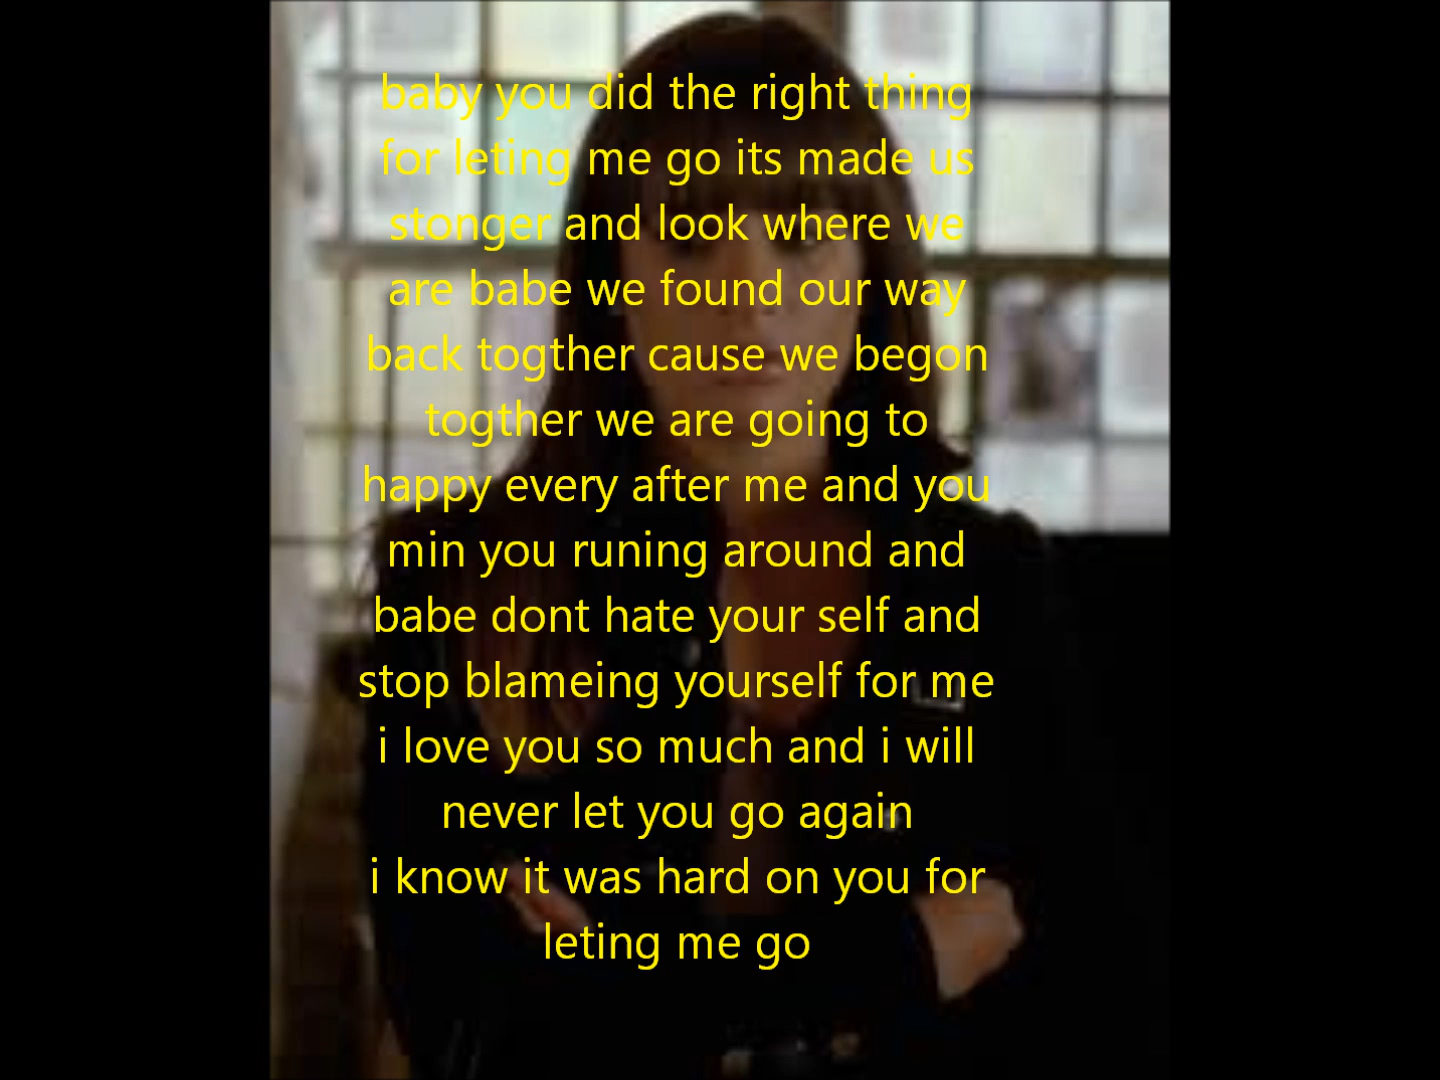 baby you did the right thing
for leting me go its made us
stonger and look where we
are babe we found our way
back togther cause we begon
togther we are going to
happy every after me and you
min you runing around and
babe dont hate your self and
stop blameing yourself for me
i love you so much and i will
never let you go again
i know it was hard on you for
leting me go